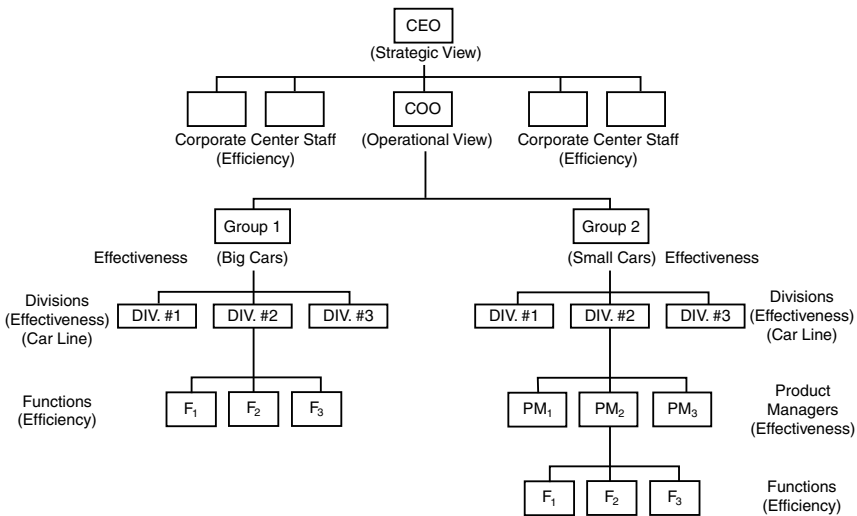 CEO
(Strategic View)
COO
Corporate Center Staff
(Efficiency)
(Operational View)
Corporate Center Staff
(Efficiency)
Group 1
Group 2
Effectiveness
(Big Cars)
(Small Cars)
Effectiveness
Divisions
(Effectiveness)
(Car Line)
DIV. #1
DIV. #2
DIV. #3
DIV. #1
DIV. #2
DIV. #3
Divisions
(Effectiveness)
(Car Line)
Functions
(Efficiency)
F1
F2
F3
PM1
PM2
PM3
Product
Managers
(Effectiveness)
F1
F2
F3
Functions
(Efficiency)